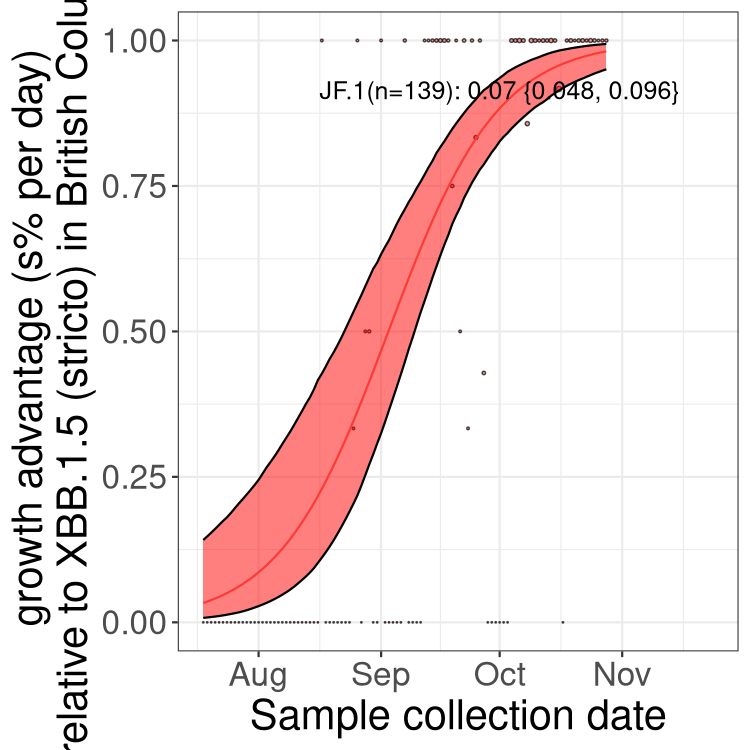 growth advantage (s% per day)
relative to XBB.1.5 (stricto) in British
1.00
0.75
0.50
0.25
0.00
JF.1(n=139): 0.07 {0.048, 0.096}
Aug Sep Oct Nov
Sample collection date